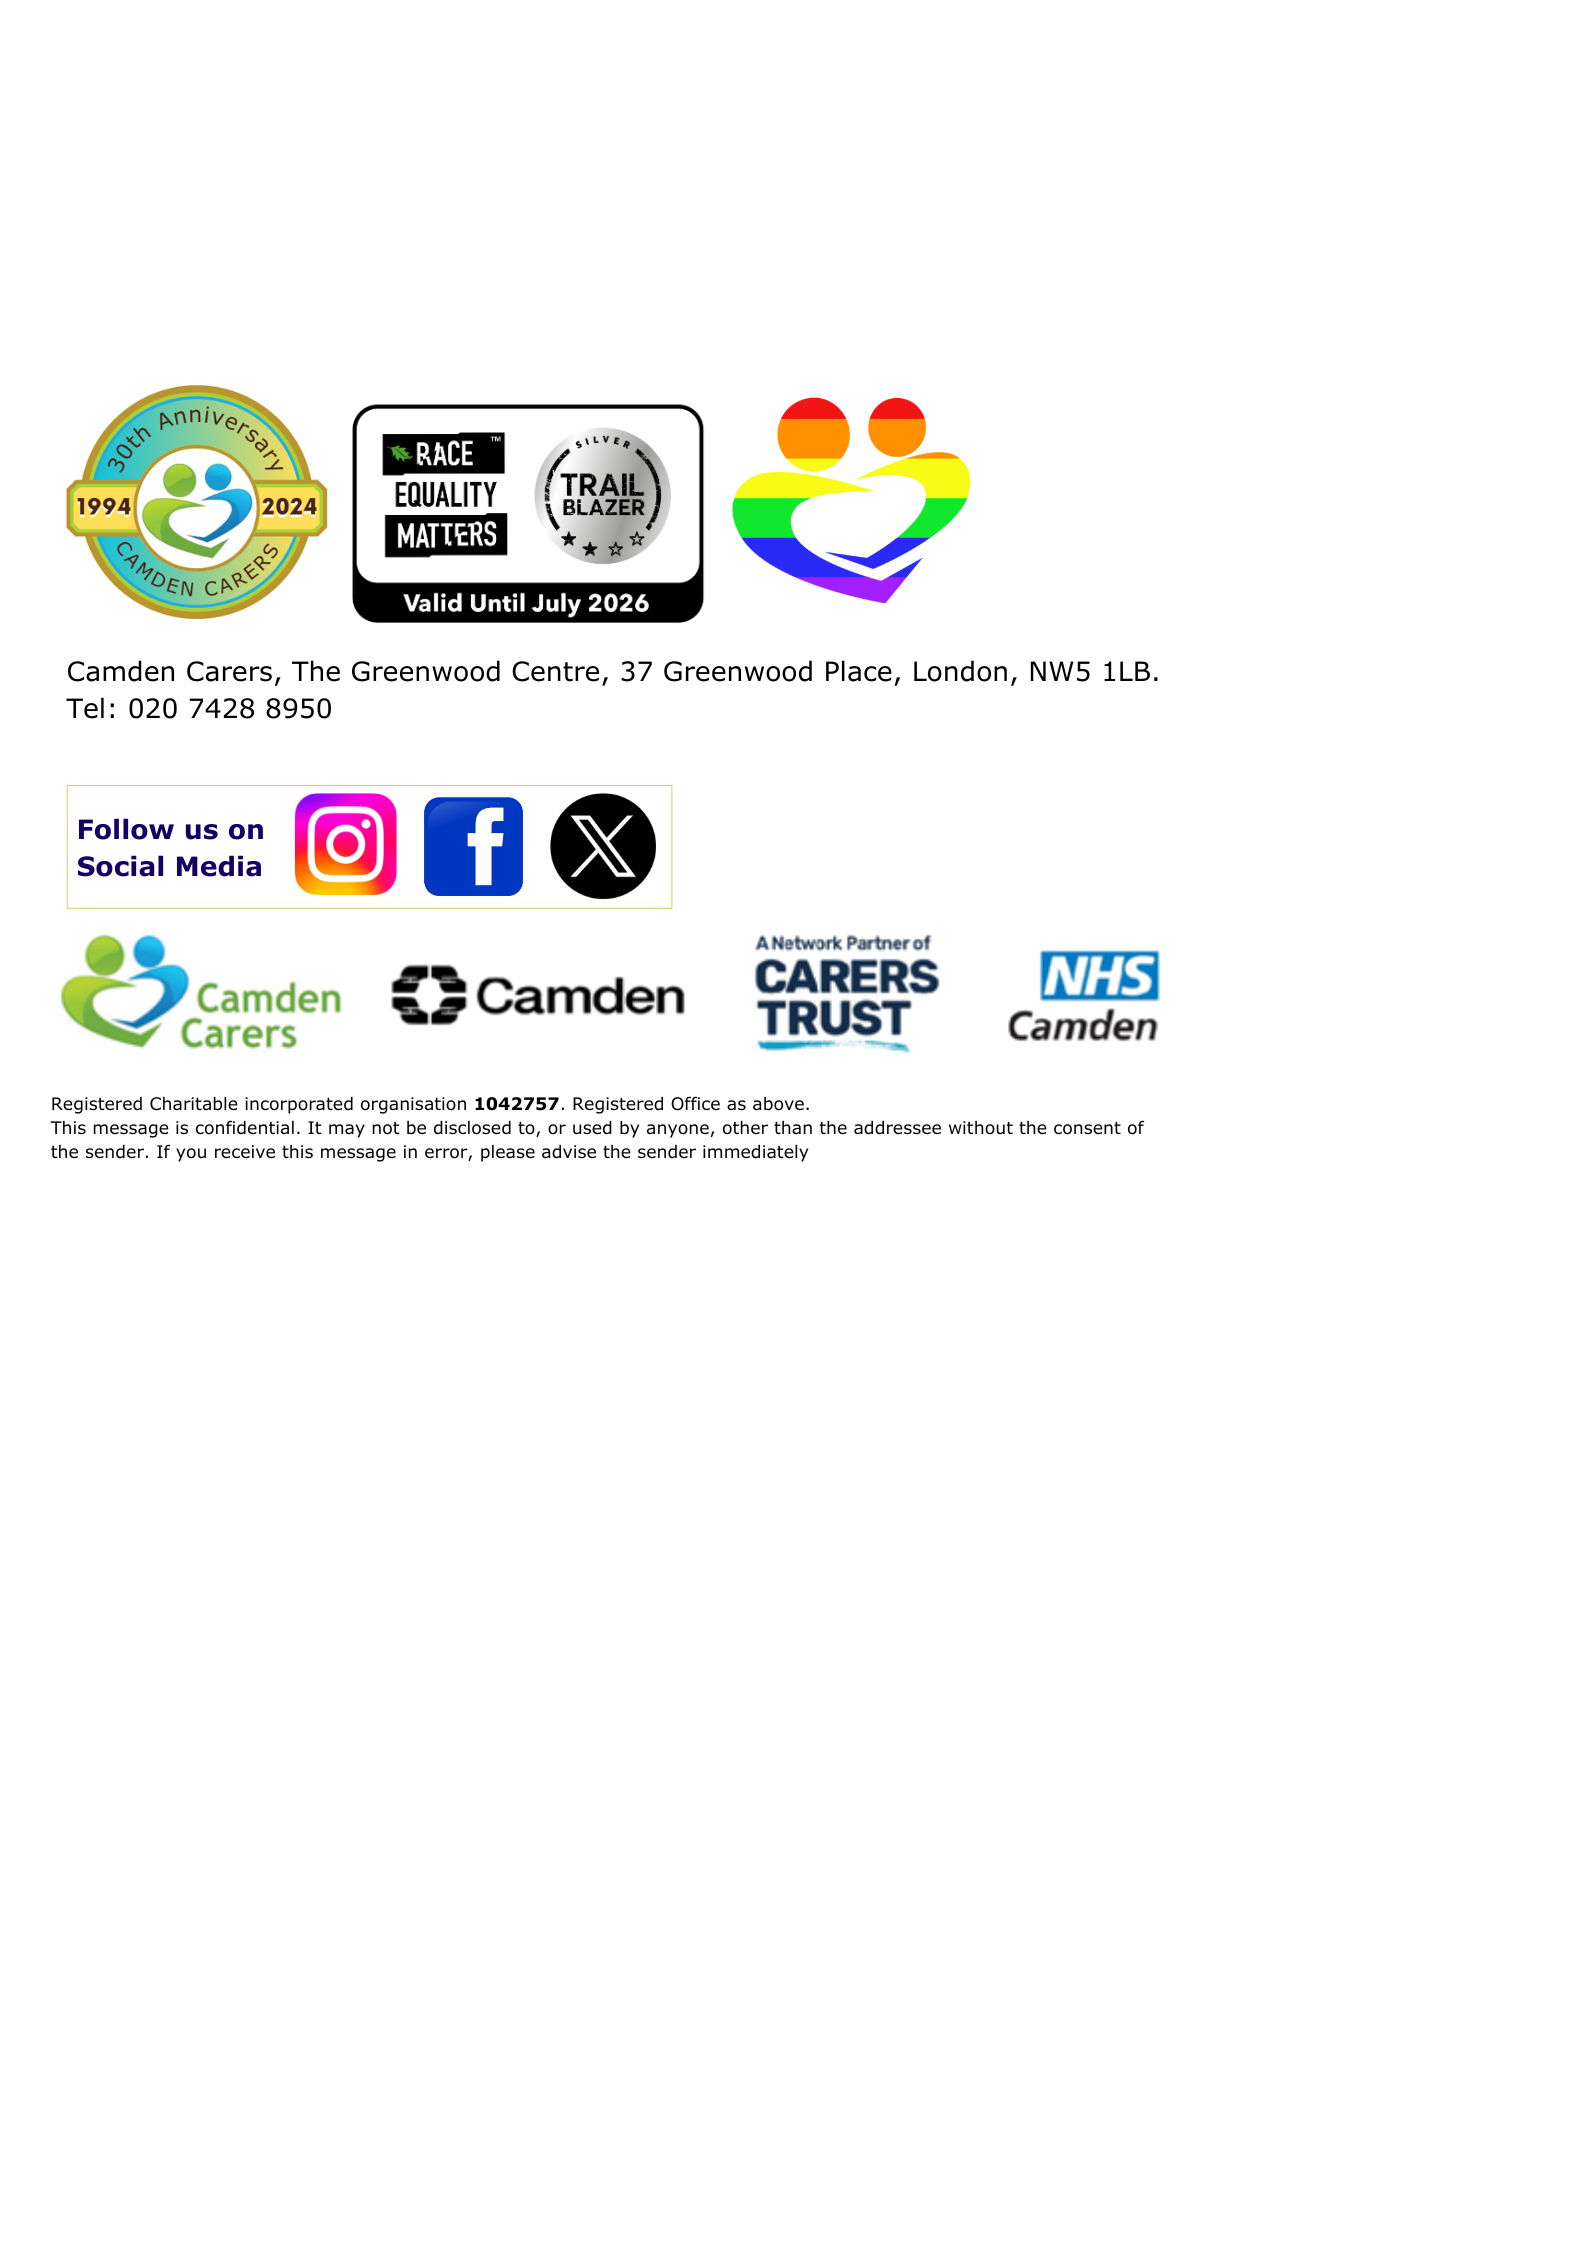 30th Anniversary
1994 2024
CAMDEN CARERS
RACE™
EQUALITY
MATTERS
SILVER
TRAIL
BLAZER
Valid Until July 2026
Camden Carers, The Greenwood Centre, 37 Greenwood Place, London, NW5 1LB.
Tel: 020 7428 8950
Follow us on
Social Media
Camden
Carers
Camden
A Network Partner of
CARERS
TRUST
NHS
Camden
Registered Charitable incorporated organisation 1042757. Registered Office as above.
This message is confidential. It may not be disclosed to, or used by anyone, other than the addressee without the consent of
the sender. If you receive this message in error, please advise the sender immediately